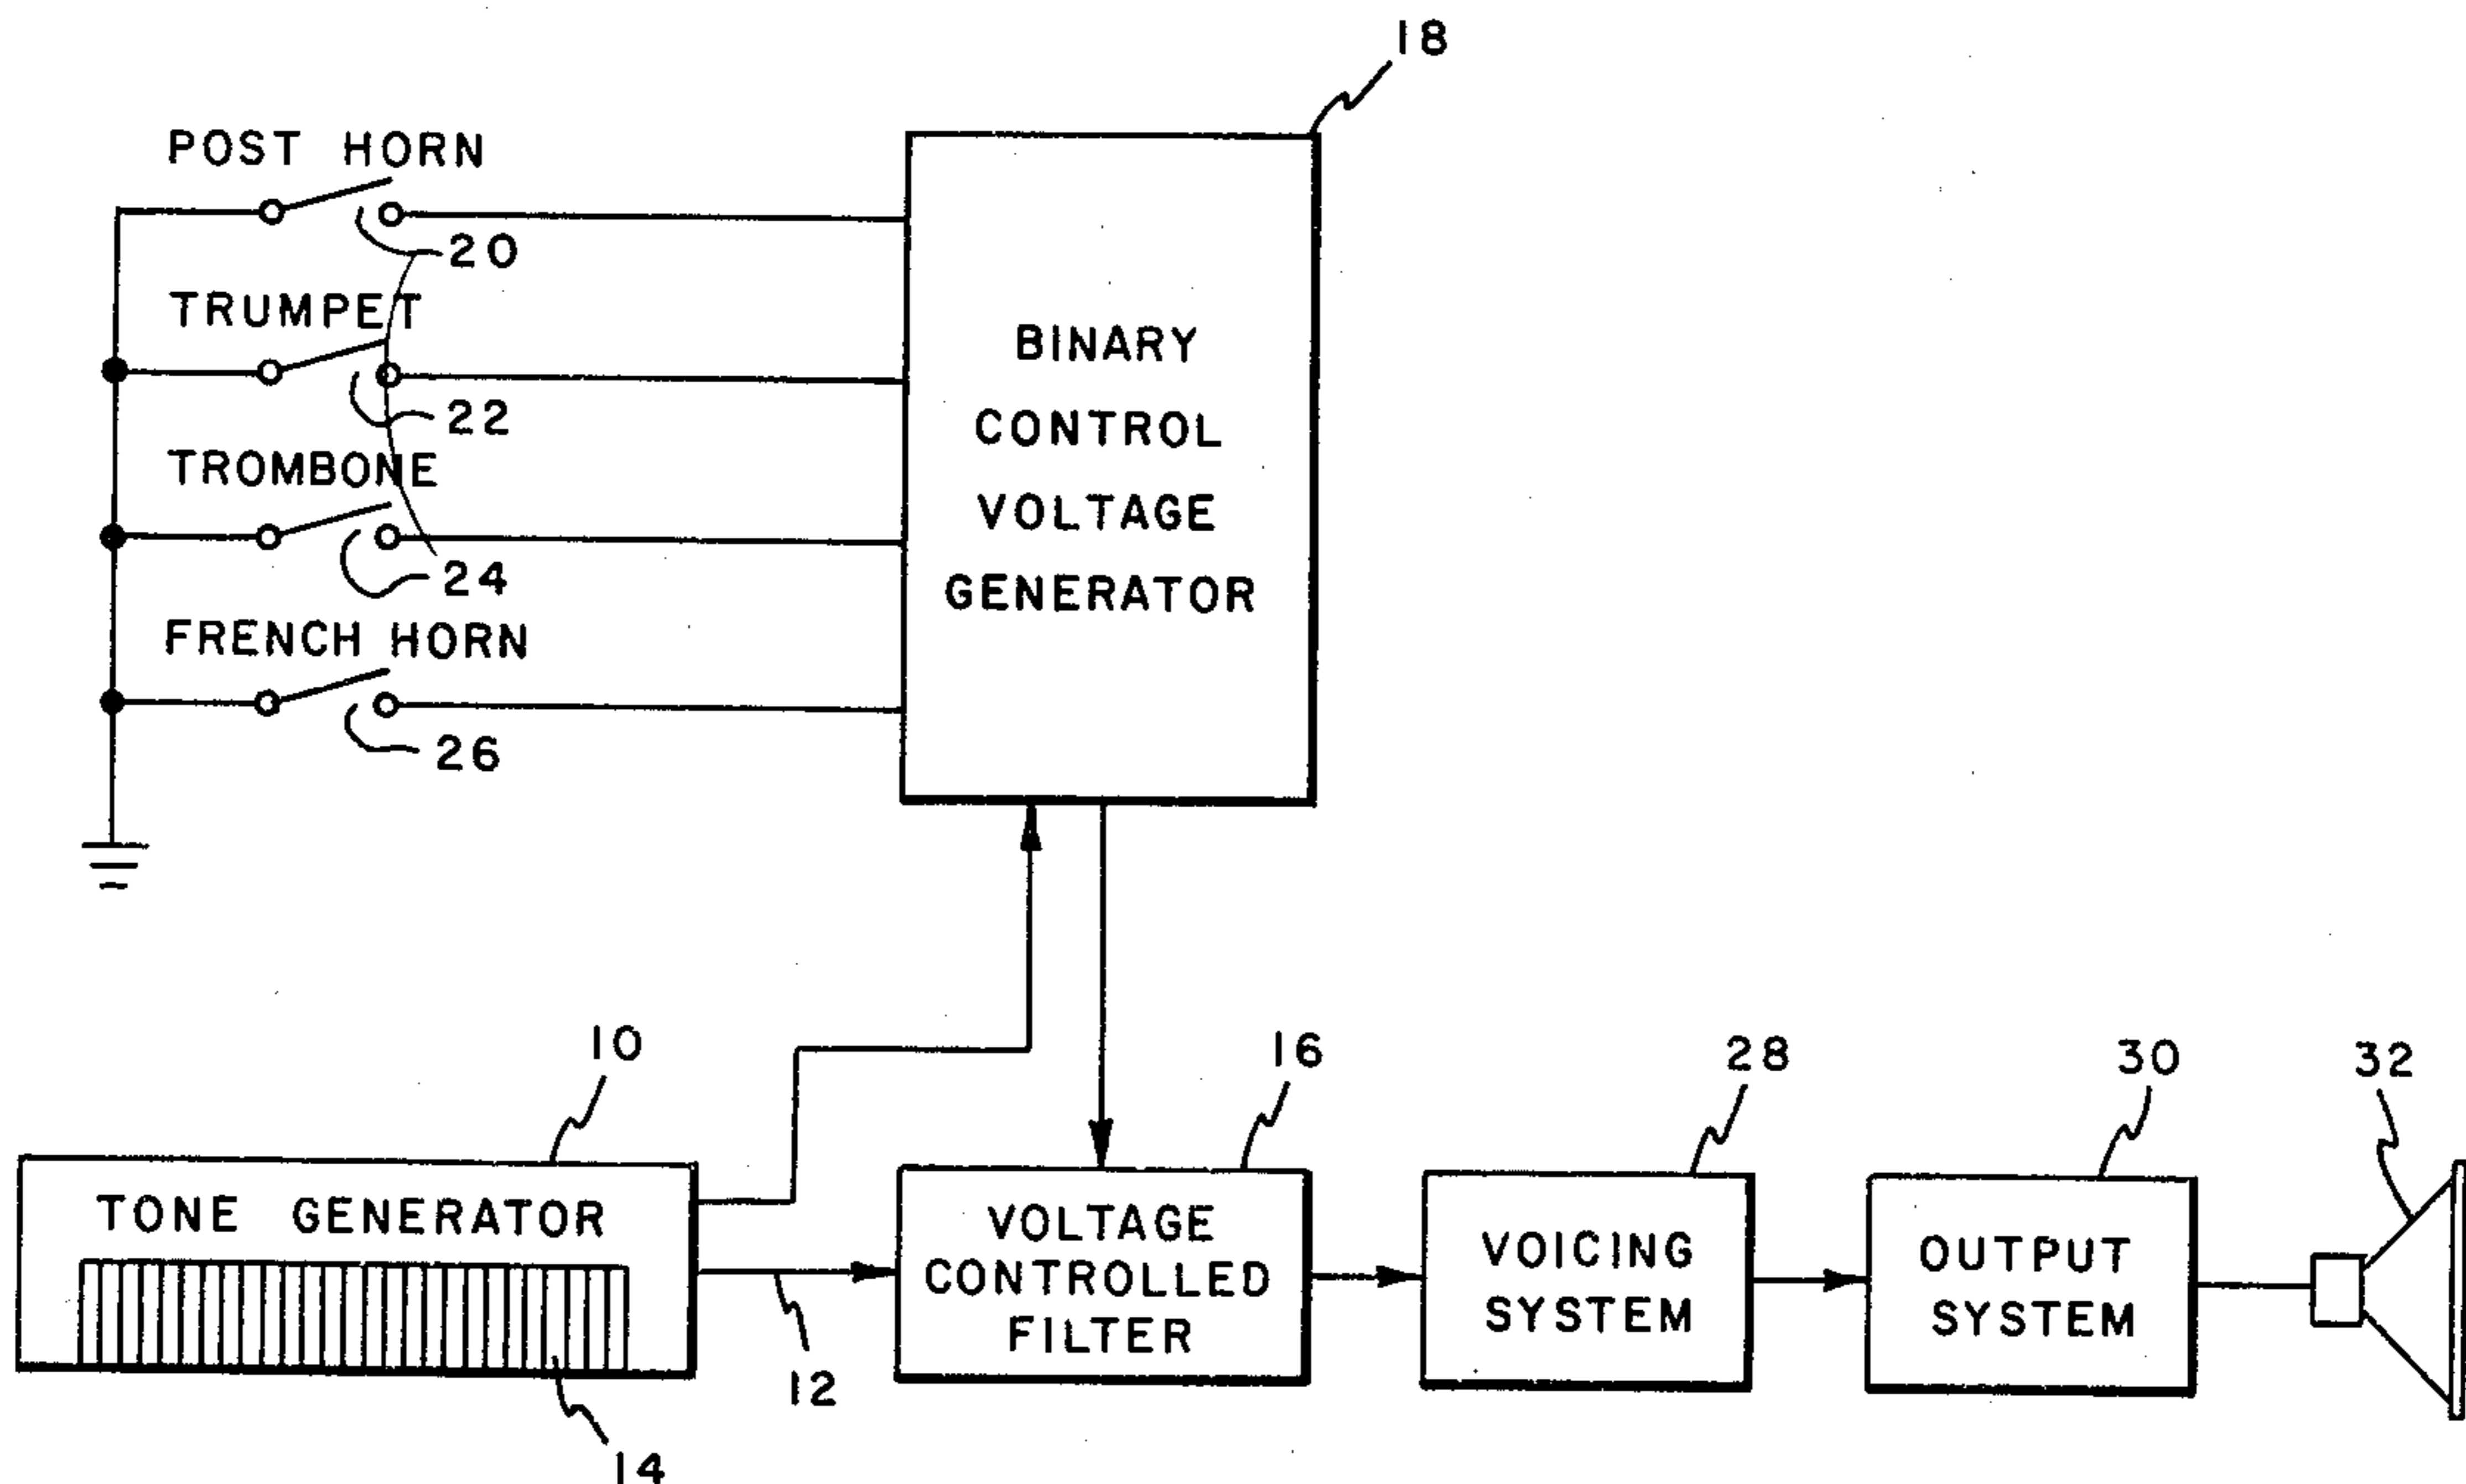 18
POST HORN
20
TRUMPET
22
TROMBONE
24
FRENCH HORN
26
BINARY
CONTROL
VOLTAGE
GENERATOR
10
TONE GENERATOR
14
12
16
VOLTAGE
CONTROLLED
FILTER
28
VOICING
SYSTEM
30
OUTPUT
SYSTEM
32